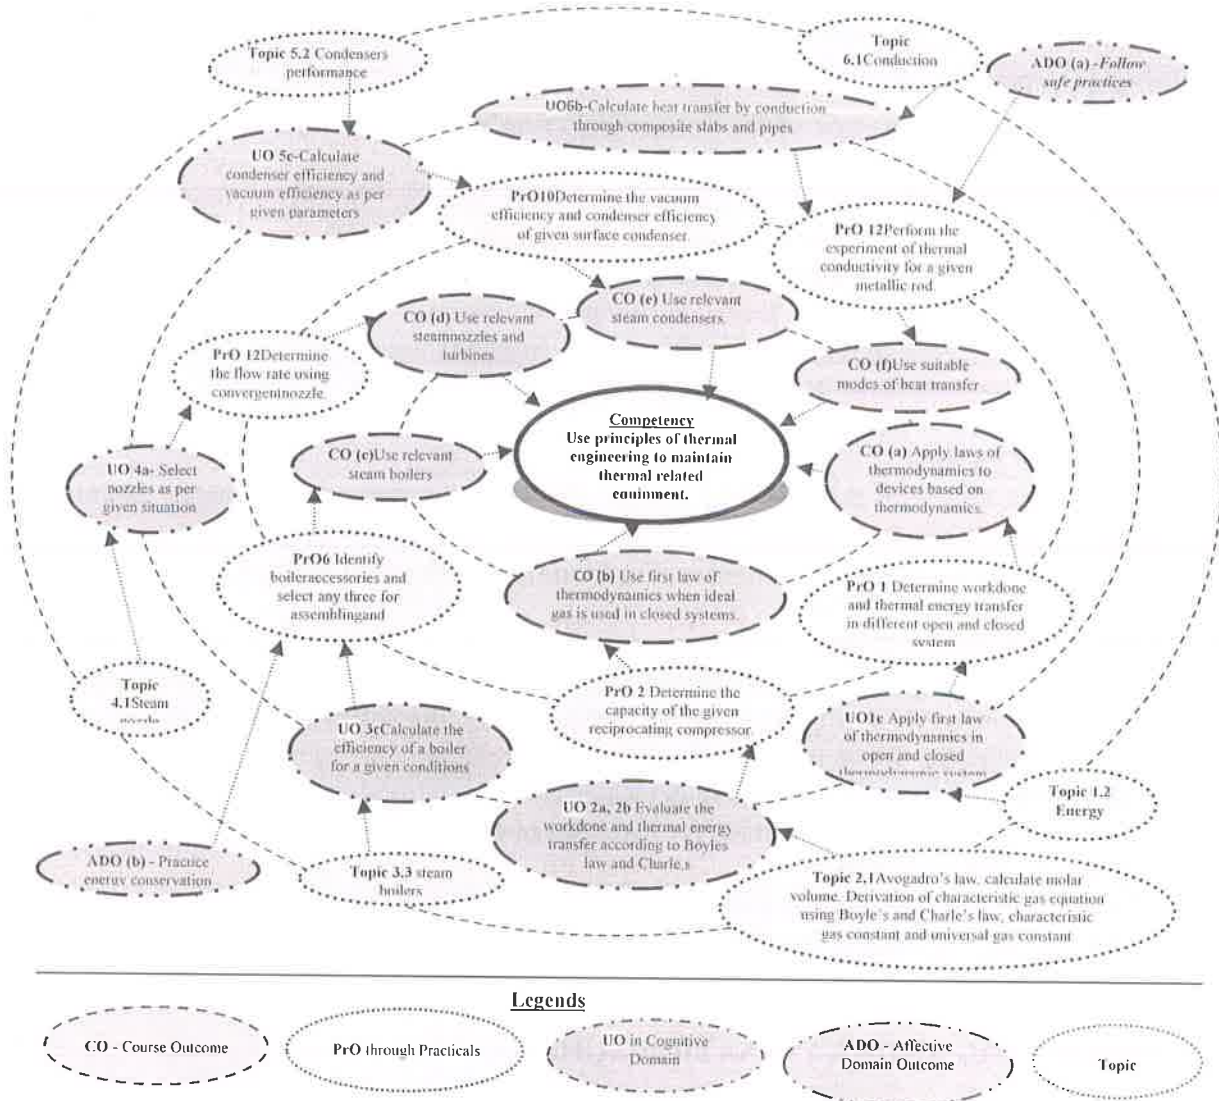 Topic 5.2 Condensers
performance
Topic
6.1Conduction
ADO (a) -Follow
safe practices
UO6b-Calculate heat transfer by conduction
through composite slabs and pipes
UO 5c-Calculate
condenser efficiency and
vacuum efficiency as per
given parameters
PrO10Determine the vacuum
efficiency and condenser efficiency
of given surface condenser.
PrO 12Perform the
experiment of thermal
conductivity for a given
metallic rod.
CO (e) Use relevant
steam condensers.
CO (d) Use relevant
steamnozzles and
turbines
PrO 12Determine
the flow rate using
convergentnozzle.
CO (f)Use suitable
modes of heat transfer
Competency
Use principles of thermal
engineering to maintain
thermal related
equinment.
CO (c)Use relevant
steam boilers
CO (a) Apply laws of
thermodynamics to
devices based on
thermodynamics.
UO 4a- Select
nozzles as per
given situation
PrO6 Identify
boileraccessories and
select any three for
assemblingand
CO (b) Use first law of
thermodynamics when ideal
gas is used in closed systems.
PrO 1 Determine workdone
and thermal energy transfer
in different open and closed
system
Topic
4.1Steam
PrO 2 Determine the
capacity of the given
reciprocating compressor.
UO 3cCalculate the
efficiency of a boiler
for a given conditions
UO1c Apply first law
of thermodynamics in
open and closed
thermodynamic system
Topic 1.2
Energy
UO 2a, 2b Evaluate the
workdone and thermal energy
transfer according to Boyles
law and Charle,s
ADO (b) - Practice
energy conservation
Topic 3.3 steam
boilers
Topic 2.1Avogadro's law, calculate molar
volume. Derivation of characteristic gas equation
using Boyle's and Charle's law, characteristic
gas constant and universal gas constant
Legends
CO - Course Outcome
PrO through Practicals
UO in Cognitive
Domain
ADO - Affective
Domain Outcome
Topic